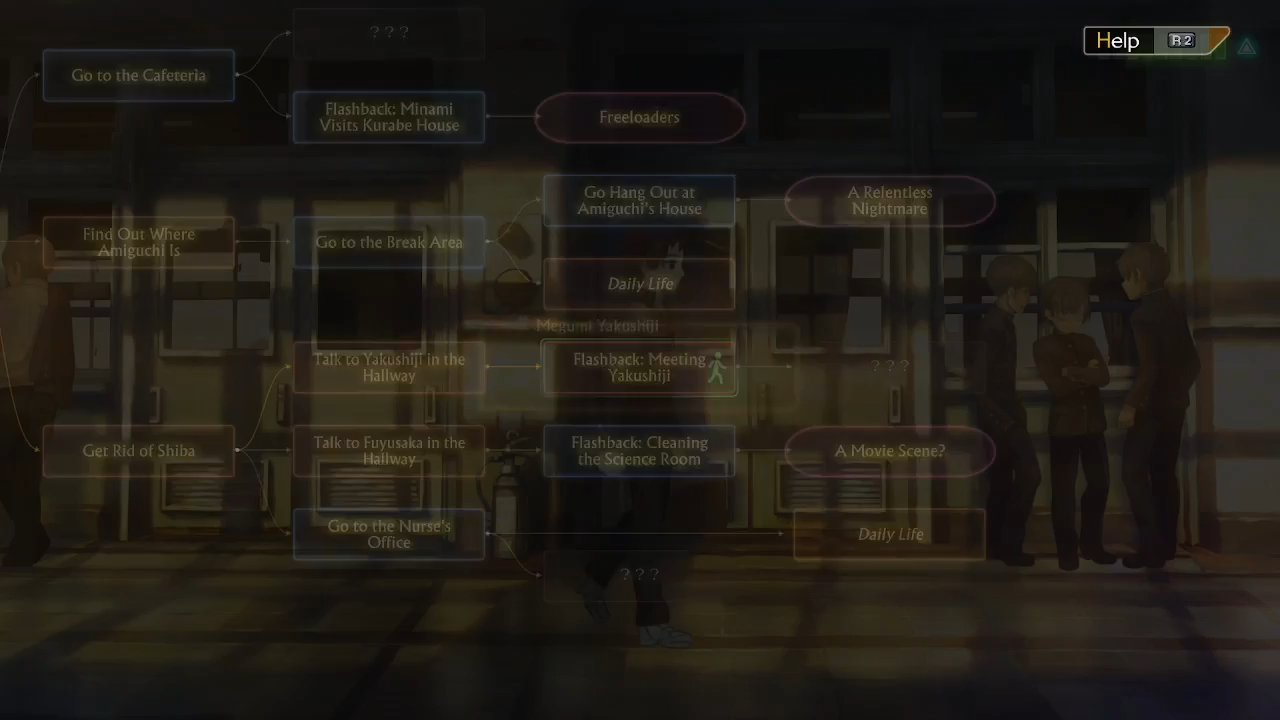 ? ? ?
Help R2
Go to the Cafeteria
Flashback: Minami
Visits Kurabe House
Freeloaders
Go Hang Out at
Amiguchi's House
A Relentless
Nightmare
Find Out Where
Amiguchi Is
Go to the Break Area
Daily Life
Megumi Yakushiji
Talk to Yakushiji in the
Hallway
Flashback: Meeting
Yakushiji
? ? ?
Get Rid of Shiba
Talk to Fuyusaka in the
Hallway
Flashback: Cleaning
the Science Room
A Movie Scene?
Go to the Nurse's
Office
Daily Life
? ? ?